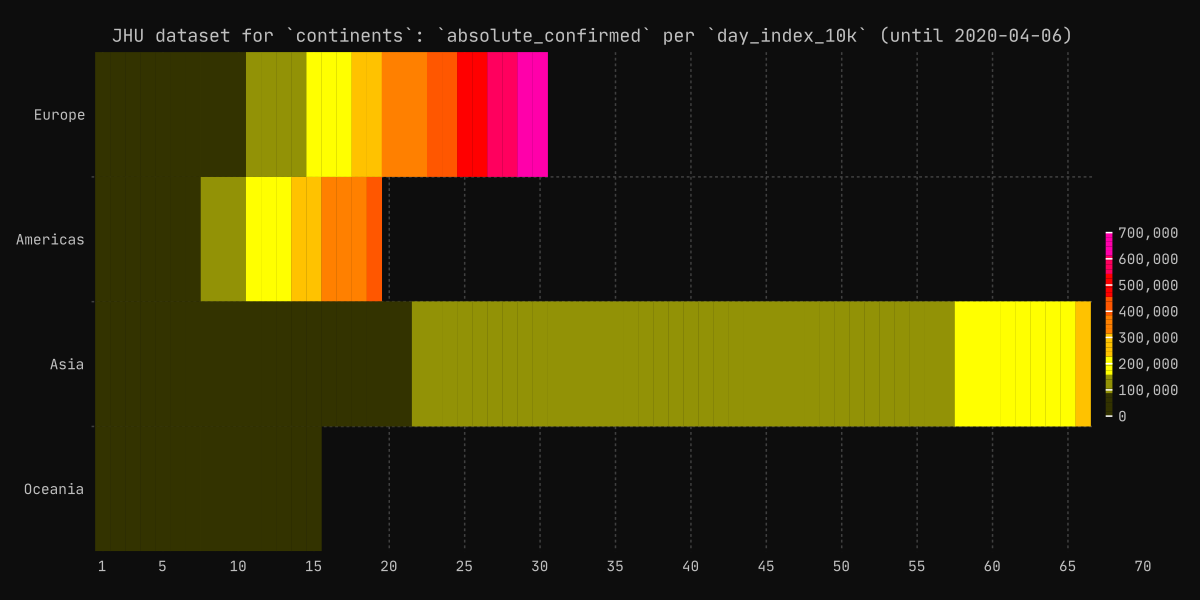 JHU dataset for `continents`: `absolute_confirmed` per `day_index_10k` (until 2020-04-06)
Europe
Americas
Asia
Oceania
700,000
600,000
500,000
400,000
300,000
200,000
100,000
0
1 5 10 15 20 25 30 35 40 45 50 55 60 65 70